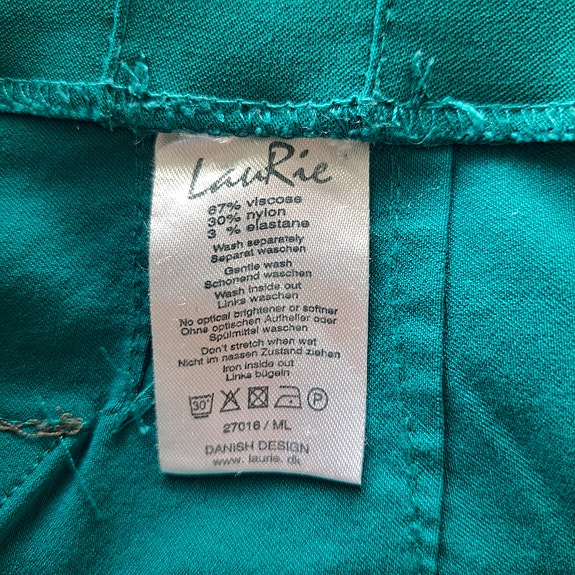 LauRie
67% viscose
30% nylon
3 % elastane
Wash separately
Separat waschen
Gentle wash
Schonend waschen
Wash inside out
Links waschen
No optical brightener or softner
Ohne optischen Aufheller oder
Spülmittel waschen
Don't stretch when wet
Nicht im nassen Zustand ziehen
Iron inside out
Links bügeln
30° P
27016 / ML
DANISH DESIGN
www. laurie. dk